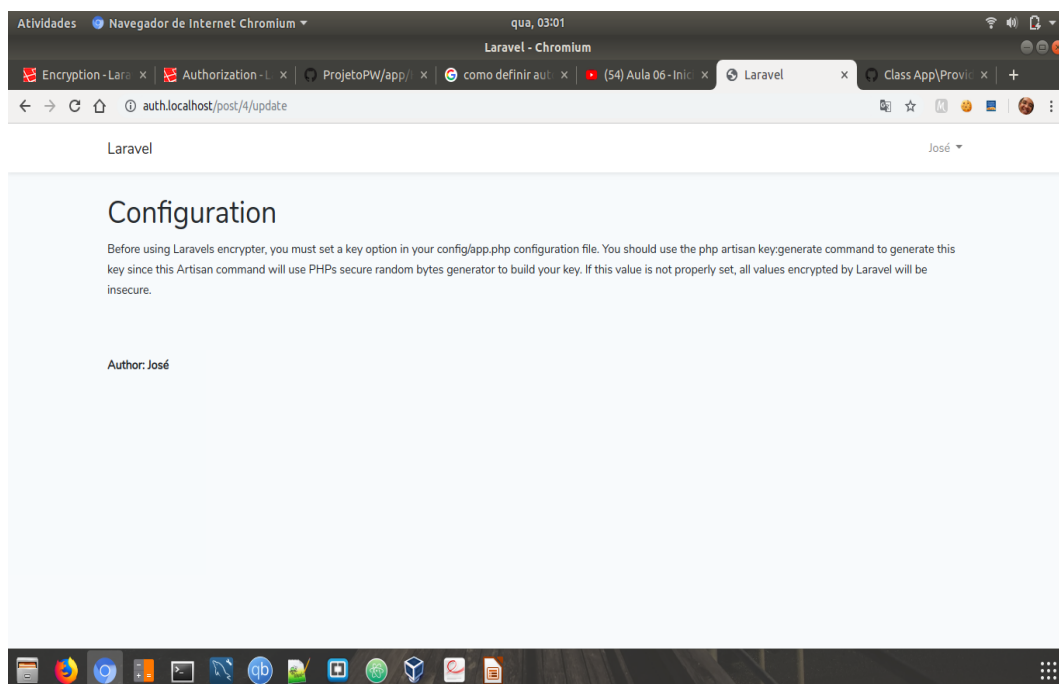 Atividades Navegador de Internet Chromium qua, 03:01
Laravel - Chromium
Encryption - Lara Authorization - L ProjetoPW/app/ como definir aut (54) Aula 06 - Inic Laravel Class App\Provid
auth.localhost/post/4/update
Laravel José
Configuration
Before using Laravels encrypter, you must set a key option in your config/app.php configuration file. You should use the php artisan key:generate command to generate this
key since this Artisan command will use PHPs secure random bytes generator to build your key. If this value is not properly set, all values encrypted by Laravel will be
insecure.
Author: José
qb